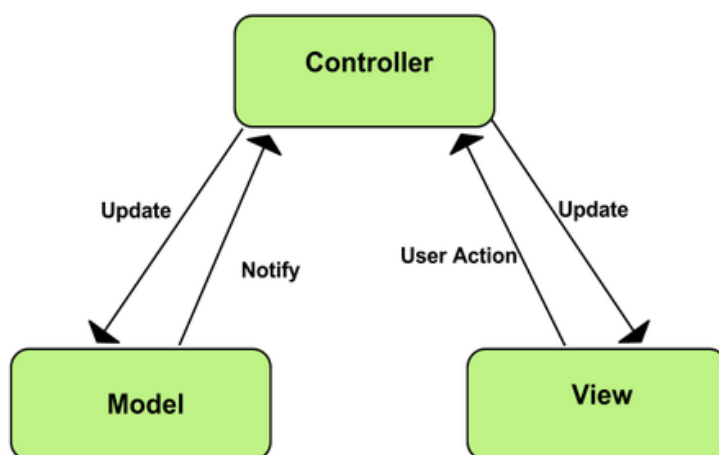 Controller
Update
Update
Notify
User Action
Model
View